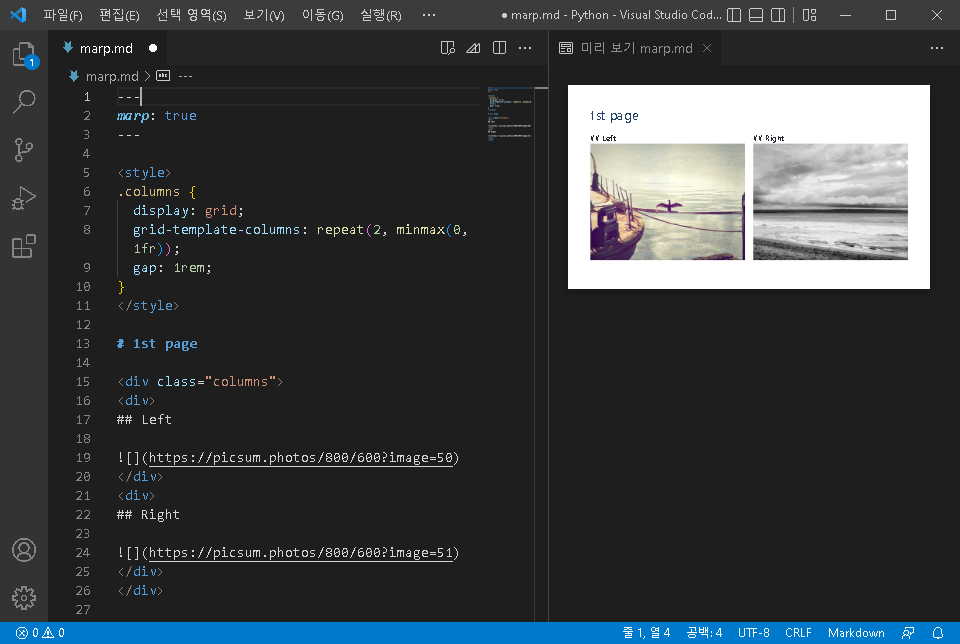 파일(F) 편집(E) 선택 영역(S) 보기(V) 이동(G) 실행(R) ··· ● marp.md - Python - Visual Studio Cod...
marp.md ●
미리 보기 marp.md
1
marp.md > abc ---
1 ---
2 marp: true
3 ---
4
5 <style>
6 .columns {
7 display: grid;
8 grid-template-columns: repeat(2, minmax(0,
1fr));
9 gap: 1rem;
10 }
11 </style>
12
13 # 1st page
14
15 <div class="columns">
16 <div>
17 ## Left
18
19 ![](https://picsum.photos/800/600?image=50)
20 </div>
21 <div>
22 ## Right
23
24 ![](https://picsum.photos/800/600?image=51)
25 </div>
26 </div>
27
1st page
## Left
## Right
0 0
줄 1, 열 4 공백: 4 UTF-8 CRLF Markdown